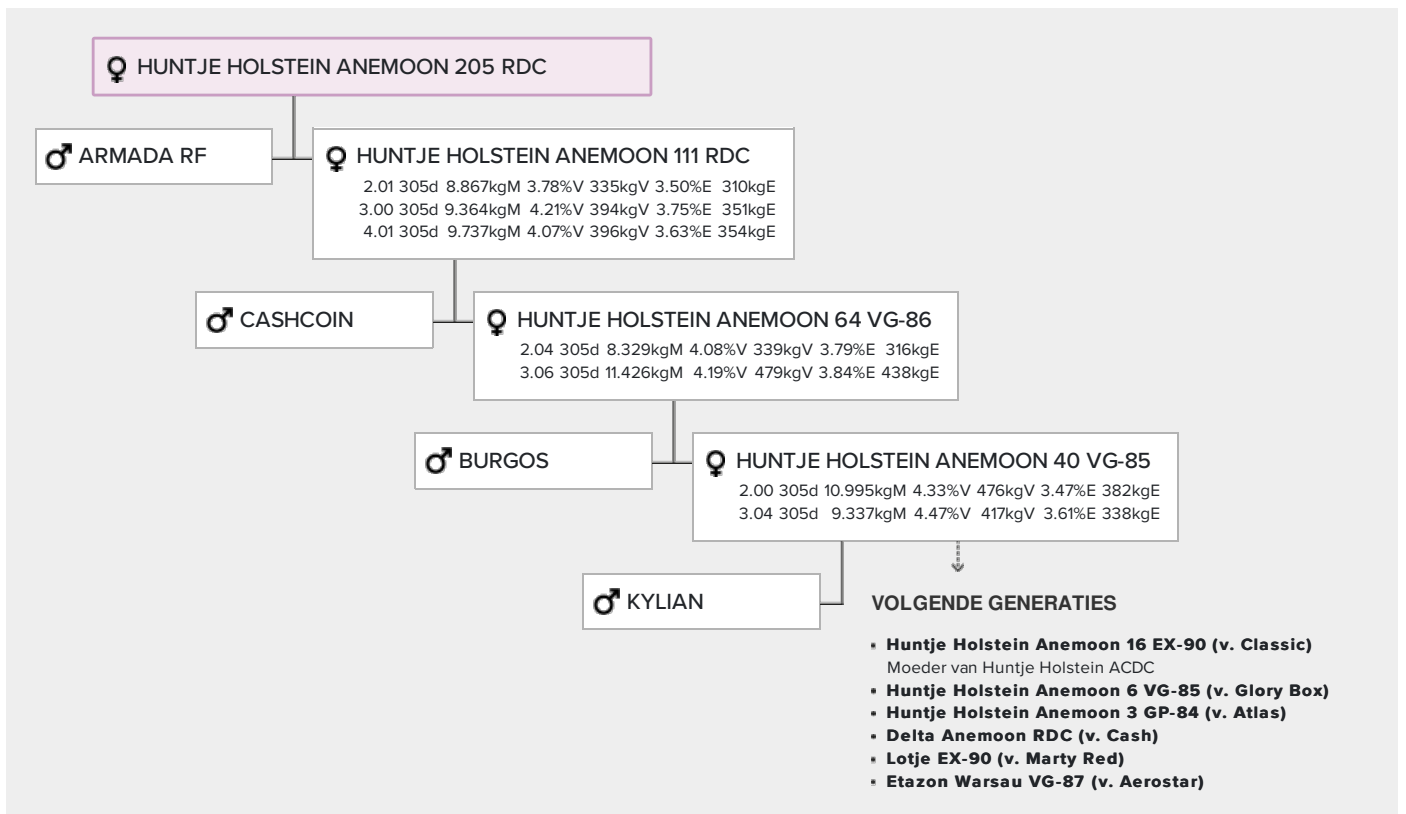 HUNTJE HOLSTEIN ANEMOON 205 RDC
ARMADA RF
HUNTJE HOLSTEIN ANEMOON 111 RDC
2.01 305d 8.867kgM 3.78%V 335kgV 3.50%E 310kgE
3.00 305d 9.364kgM 4.21%V 394kgV 3.75%E 351kgE
4.01 305d 9.737kgM 4.07%V 396kgV 3.63%E 354kgE
CASHCOIN
HUNTJE HOLSTEIN ANEMOON 64 VG-86
2.04 305d 8.329kgM 4.08%V 339kgV 3.79%E 316kgE
3.06 305d 11.426kgM 4.19%V 479kgV 3.84%E 438kgE
BURGOS
HUNTJE HOLSTEIN ANEMOON 40 VG-85
2.00 305d 10.995kgM 4.33%V 476kgV 3.47%E 382kgE
3.04 305d 9.337kgM 4.47%V 417kgV 3.61%E 338kgE
KYLIAN
VOLGENDE GENERATIES
▪ Huntje Holstein Anemoon 16 EX-90 (v. Classic)
Moeder van Huntje Holstein ACDC
▪ Huntje Holstein Anemoon 6 VG-85 (v. Glory Box)
▪ Huntje Holstein Anemoon 3 GP-84 (v. Atlas)
▪ Delta Anemoon RDC (v. Cash)
▪ Lotje EX-90 (v. Marty Red)
▪ Etazon Warsau VG-87 (v. Aerostar)